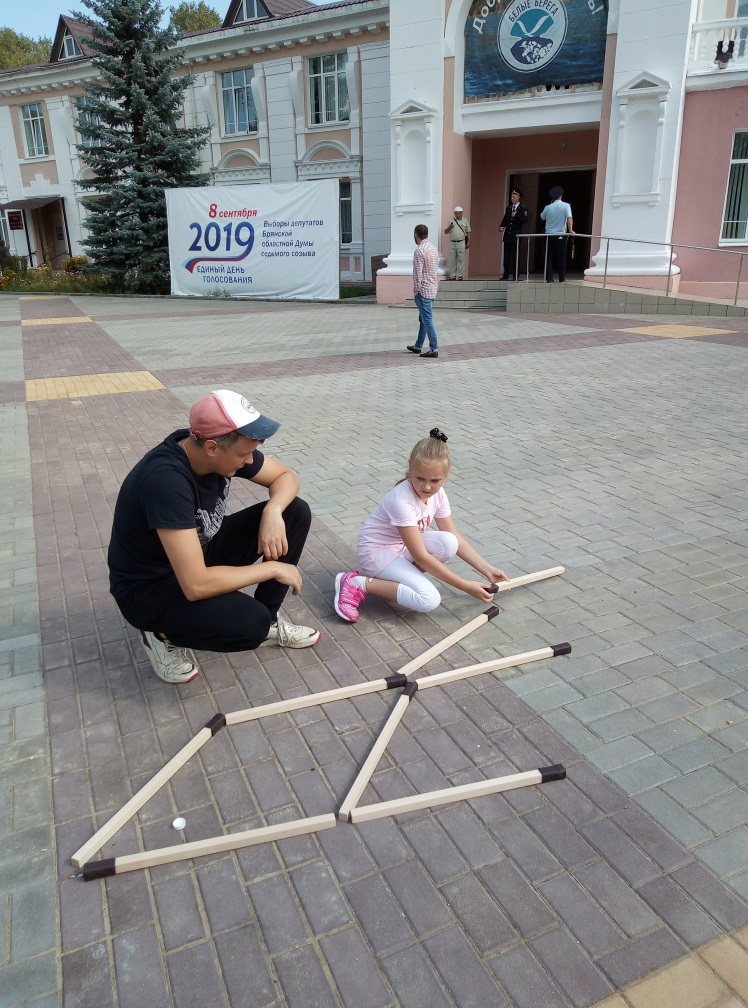 БЕЛЫЕ БЕРЕГА
8 сентября
2019
ЕДИНЫЙ ДЕНЬ
ГОЛОСОВАНИЯ
Выборы депутатов
Брянской
областной Думы
седьмого созыва